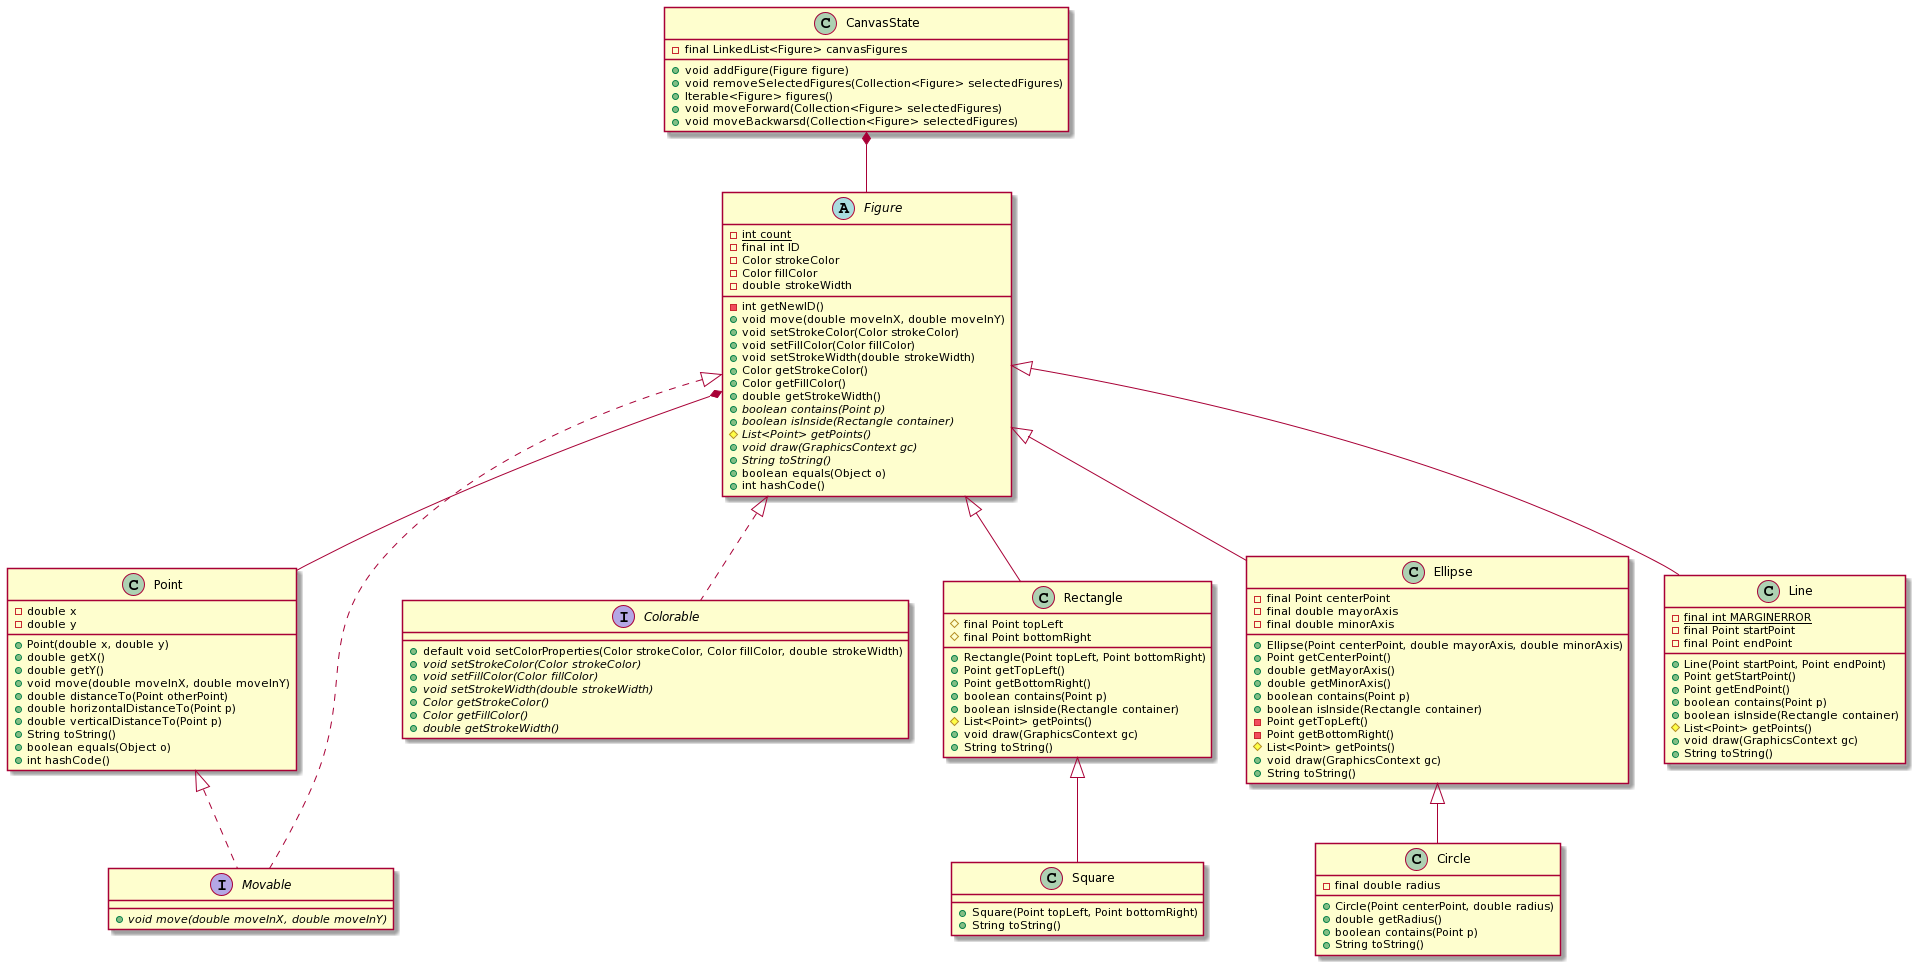 C CanvasState
final LinkedList<Figure> canvasFigures
void addFigure(Figure figure)
void removeSelectedFigures(Collection<Figure> selectedFigures)
Iterable<Figure> figures()
void moveForward(Collection<Figure> selectedFigures)
void moveBackwarsd(Collection<Figure> selectedFigures)
A Figure
int count
final int ID
Color strokeColor
Color fillColor
double strokeWidth
int getNewID()
void move(double moveInX, double moveInY)
void setStrokeColor(Color strokeColor)
void setFillColor(Color fillColor)
void setStrokeWidth(double strokeWidth)
Color getStrokeColor()
Color getFillColor()
double getStrokeWidth()
boolean contains(Point p)
boolean isInside(Rectangle container)
List<Point> getPoints()
void draw(GraphicsContext gc)
String toString()
boolean equals(Object o)
int hashCode()
C Point
double x
double y
Point(double x, double y)
double getX()
double getY()
void move(double moveInX, double moveInY)
double distanceTo(Point otherPoint)
double horizontalDistanceTo(Point p)
double verticalDistanceTo(Point p)
String toString()
boolean equals(Object o)
int hashCode()
I Colorable
default void setColorProperties(Color strokeColor, Color fillColor, double strokeWidth)
void setStrokeColor(Color strokeColor)
void setFillColor(Color fillColor)
void setStrokeWidth(double strokeWidth)
Color getStrokeColor()
Color getFillColor()
double getStrokeWidth()
C Rectangle
final Point topLeft
final Point bottomRight
Rectangle(Point topLeft, Point bottomRight)
Point getTopLeft()
Point getBottomRight()
boolean contains(Point p)
boolean isInside(Rectangle container)
List<Point> getPoints()
void draw(GraphicsContext gc)
String toString()
C Ellipse
final Point centerPoint
final double mayorAxis
final double minorAxis
Ellipse(Point centerPoint, double mayorAxis, double minorAxis)
Point getCenterPoint()
double getMayorAxis()
double getMinorAxis()
boolean contains(Point p)
boolean isInside(Rectangle container)
Point getTopLeft()
Point getBottomRight()
List<Point> getPoints()
void draw(GraphicsContext gc)
String toString()
C Line
final int MARGINERROR
final Point startPoint
final Point endPoint
Line(Point startPoint, Point endPoint)
Point getStartPoint()
Point getEndPoint()
boolean contains(Point p)
boolean isInside(Rectangle container)
List<Point> getPoints()
void draw(GraphicsContext gc)
String toString()
I Movable
void move(double moveInX, double moveInY)
C Square
Square(Point topLeft, Point bottomRight)
String toString()
C Circle
final double radius
Circle(Point centerPoint, double radius)
double getRadius()
boolean contains(Point p)
String toString()